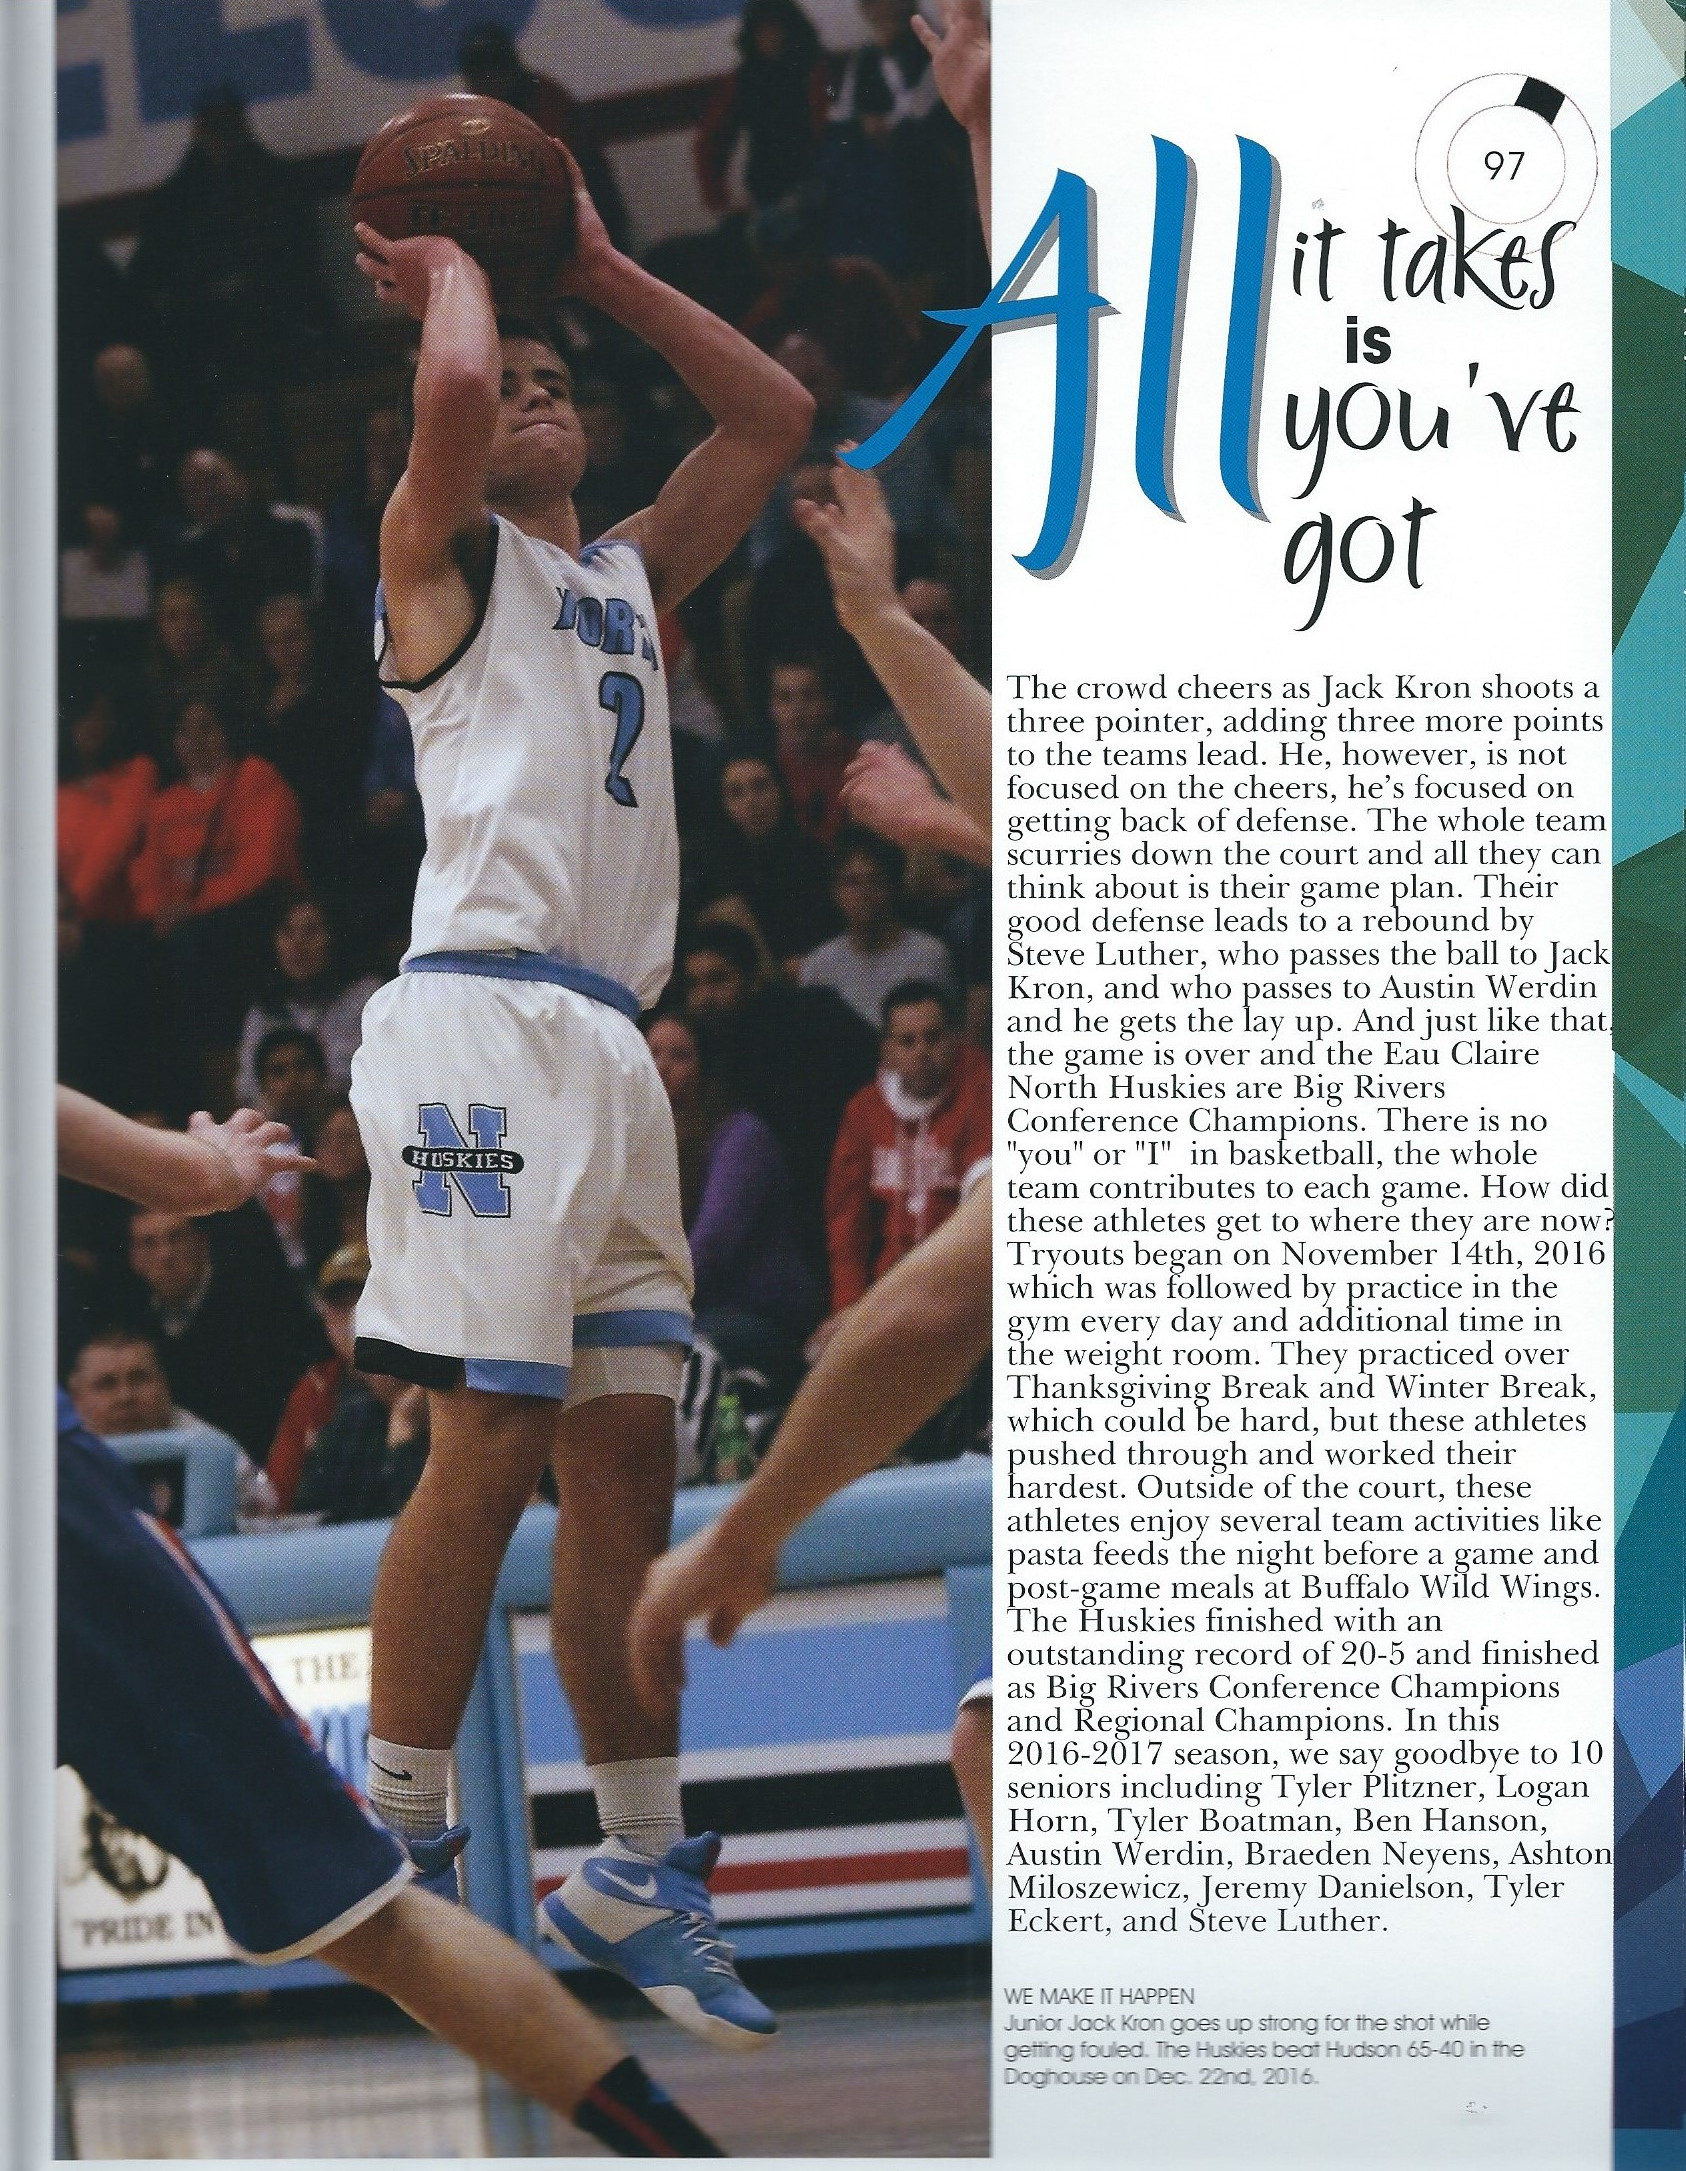 97
All it takes
is
you've
got
SPALDING
NORTH
2
N
HUSKIES
THE
"PRIDE IN
The crowd cheers as Jack Kron shoots a
three pointer, adding three more points
to the teams lead. He, however, is not
focused on the cheers, he's focused on
getting back of defense. The whole team
scurries down the court and all they can
think about is their game plan. Their
good defense leads to a rebound by
Steve Luther, who passes the ball to Jack
Kron, and who passes to Austin Werdin
and he gets the lay up. And just like that,
the game is over and the Eau Claire
North Huskies are Big Rivers
Conference Champions. There is no
"you" or "I"  in basketball, the whole
team contributes to each game. How did
these athletes get to where they are now?
Tryouts began on November 14th, 2016
which was followed by practice in the
gym every day and additional time in
the weight room. They practiced over
Thanksgiving Break and Winter Break,
which could be hard, but these athletes
pushed through and worked their
hardest. Outside of the court, these
athletes enjoy several team activities like
pasta feeds the night before a game and
post-game meals at Buffalo Wild Wings.
The Huskies finished with an
outstanding record of 20-5 and finished
as Big Rivers Conference Champions
and Regional Champions. In this
2016-2017 season, we say goodbye to 10
seniors including Tyler Plitzner, Logan
Horn, Tyler Boatman, Ben Hanson,
Austin Werdin, Braeden Neyens, Ashton
Miloszewicz, Jeremy Danielson, Tyler
Eckert, and Steve Luther.
WE MAKE IT HAPPEN
Junior Jack Kron goes up strong for the shot while
getting fouled. The Huskies beat Hudson 65-40 in the
Doghouse on Dec. 22nd, 2016.